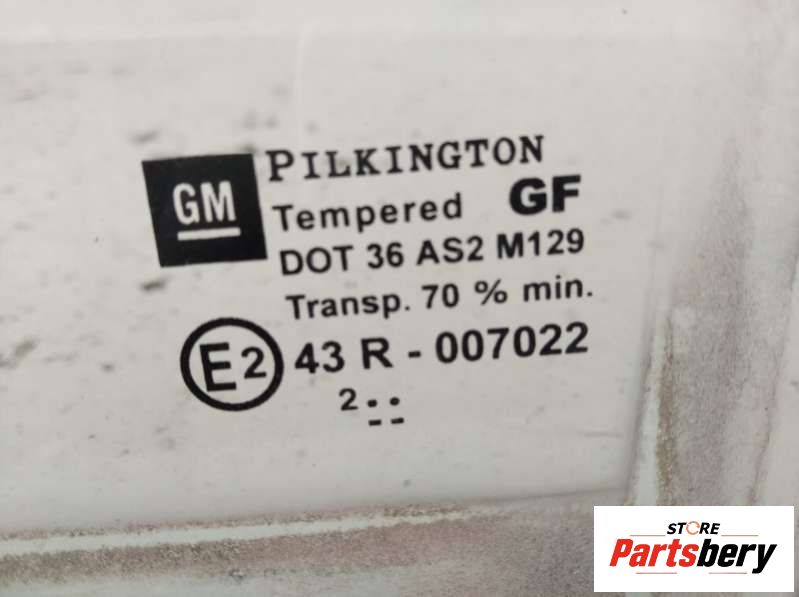 GM
PILKINGTON
Tempered GF
DOT 36 AS2 M129
Transp. 70 % min.
E2 43 R - 007022
2..
--
STORE
Partsbery